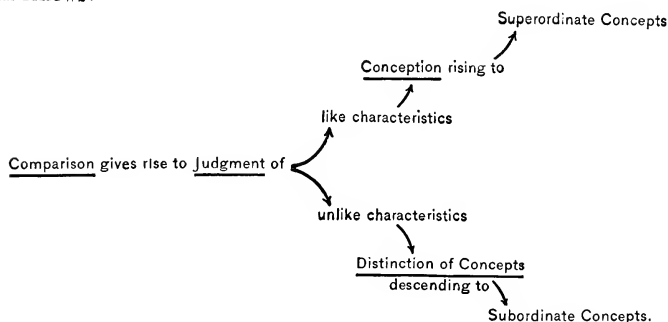 Superordinate Concepts
Conception rising to
like characteristics
Comparison gives rise to Judgment of
unlike characteristics
Distinction of Concepts
descending to
Subordinate Concepts.